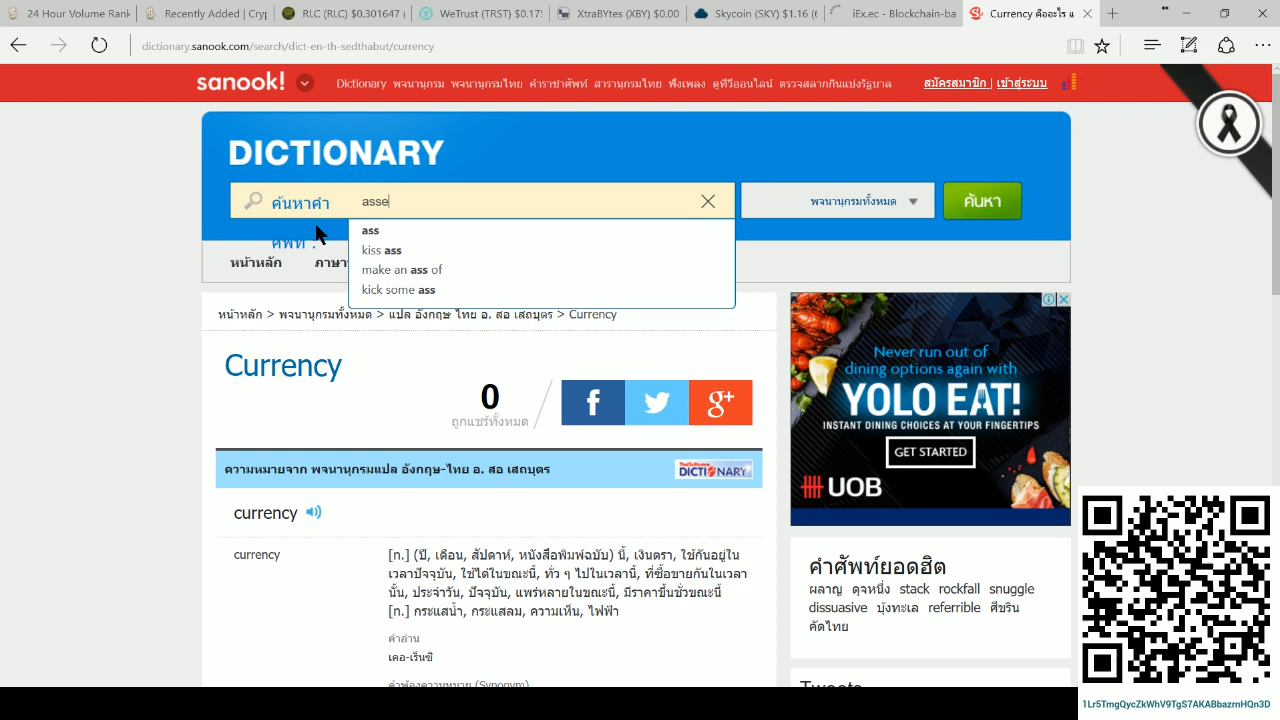 24 Hour Volume Rank
Recently Added | Cryp
RLC (RLC) $0.301647 (
WeTrust (TRST) $0.17
XtraBYtes (XBY) $0.00
Skycoin (SKY) $1.16 (6
iEx.ec - Blockchain-ba
Currency คืออะไร แ
dictionary.sanook.com/search/dict-en-th-sedthabut/currency
sanook!
Dictionary พจนานุกรม พจนานุกรมไทย คำราชาศัพท์ สารานุกรมไทย ฟังเพลง ดูทีวีออนไลน์ ตรวจสลากกินแบ่งรัฐบาล
สมัครสมาชิก | เข้าสู่ระบบ
DICTIONARY
ค้นหาคำ
ศัพท์ :
asse
พจนานุกรมทั้งหมด
ค้นหา
ass
kiss ass
make an ass of
kick some ass
หน้าหลัก ภาษา
หน้าหลัก > พจนานุกรมทั้งหมด > แปล อังกฤษ ไทย อ. สอ เสถบุตร > Currency
Currency
0
ถูกแชร์ทั้งหมด
f
g+
ความหมายจาก พจนานุกรมแปล อังกฤษ-ไทย อ. สอ เสถบุตร
DICTIONARY
currency
currency
[n.] (ปี, เดือน, สัปดาห์, หนังสือพิมพ์ฉบับ) นี้, เงินตรา, ใช้กันอยู่ใน
เวลาปัจจุบัน, ใช้ได้ในขณะนี้, ทั่ว ๆ ไปในเวลานี้, ที่ซื้อขายกันในเวลา
นั้น, ประจำวัน, ปัจจุบัน, แพร่หลายในขณะนี้, มีราคาขึ้นชั่วขณะนี้
[n.] กระแสน้ำ, กระแสลม, ความเห็น, ไฟฟ้า
คำอ่าน
เคอ-เร็นซิ
คำพ้องความหมาย (Synonym)
Never run out of
dining options again with
YOLO EAT!
INSTANT DINING CHOICES AT YOUR FINGERTIPS
GET STARTED
UOB
คำศัพท์ยอดฮิต
ผลาญ ดุจหนึ่ง stack rockfall snuggle
dissuasive มุ้งทะเล referrible สีขริน
คัดไทย
Tweets
1Lr5TmgQycZkWhV9TgS7AKABbazrnHQn3D